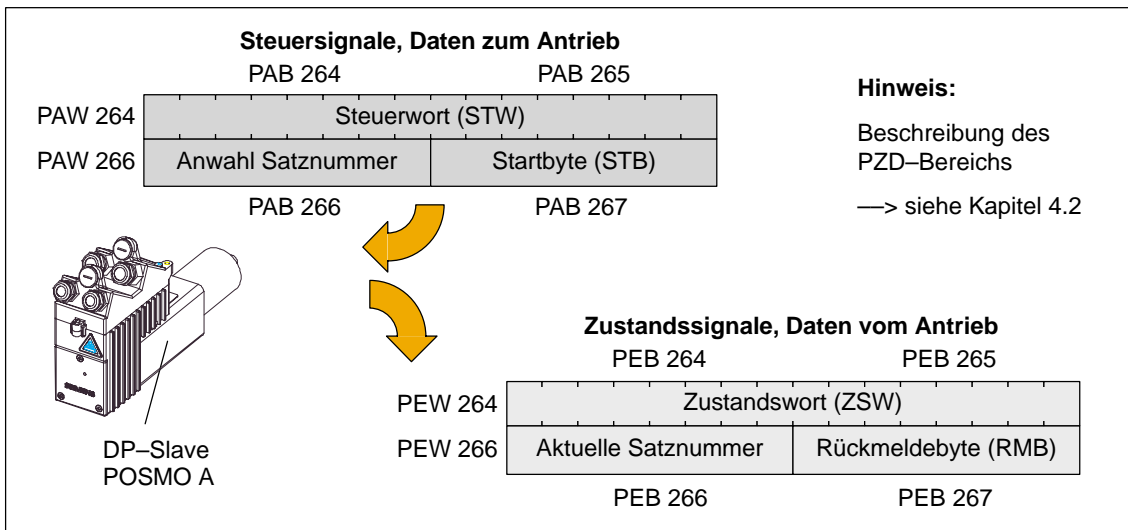 Steuersignale, Daten zum Antrieb
PAB 264 PAB 265
PAW 264 Steuerwort (STW)
PAW 266 Anwahl Satznummer Startbyte (STB)
PAB 266 PAB 267
Hinweis:
Beschreibung des
PZD–Bereichs
––> siehe Kapitel 4.2
SIEMENS
DP–Slave
POSMO A
Zustandssignale, Daten vom Antrieb
PEB 264 PEB 265
PEW 264 Zustandswort (ZSW)
PEW 266 Aktuelle Satznummer Rückmeldebyte (RMB)
PEB 266 PEB 267